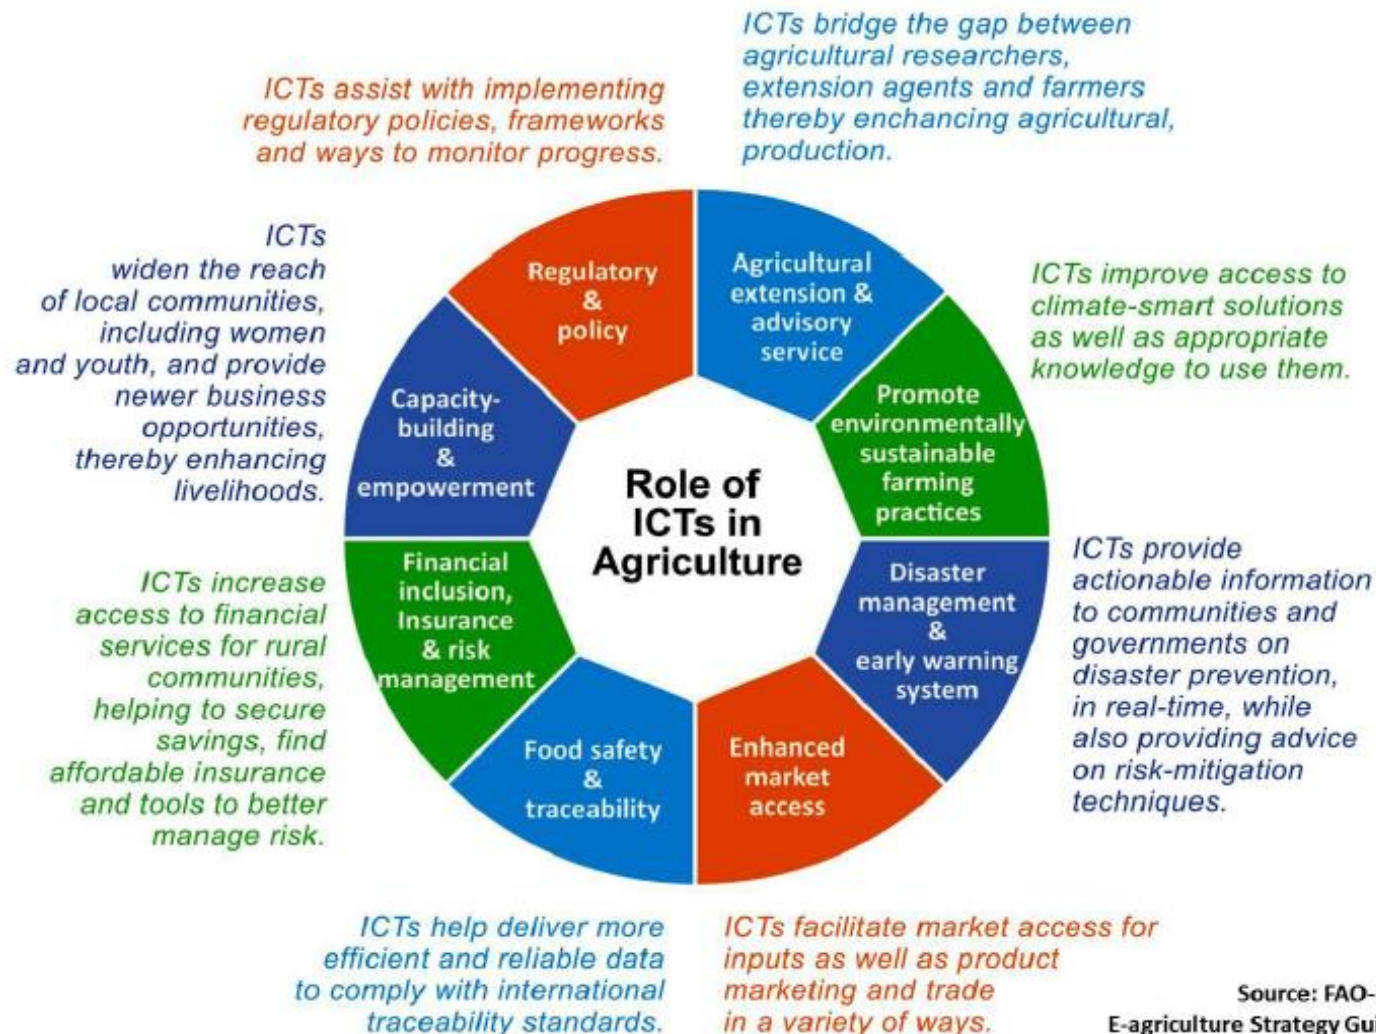 ICTs bridge the gap between
agricultural researchers,
extension agents and farmers
thereby enchancing agricultural,
production.
ICTs assist with implementing
regulatory policies, frameworks
and ways to monitor progress.
ICTs
widen the reach
of local communities,
including women
and youth, and provide
newer business
opportunities,
thereby enhancing
livelihoods.
Regulatory
&
policy
Agricultural
extension &
advisory
service
ICTs improve access to
climate-smart solutions
as well as appropriate
knowledge to use them.
Capacity-
building
&
empowerment
Promote
environmentally
sustainable
farming
practices
Role of
ICTs in
Agriculture
Financial
inclusion,
Insurance
& risk
management
Disaster
management
&
early warning
system
ICTs provide
actionable information
to communities and
governments on
disaster prevention,
in real-time, while
also providing advice
on risk-mitigation
techniques.
ICTs increase
access to financial
services for rural
communities,
helping to secure
savings, find
affordable insurance
and tools to better
manage risk.
Food safety
&
traceability
Enhanced
market
access
ICTs help deliver more
efficient and reliable data
to comply with international
traceability standards.
ICTs facilitate market access for
inputs as well as product
marketing and trade
in a variety of ways.
Source: FAO-
E-agriculture Strategy Gui